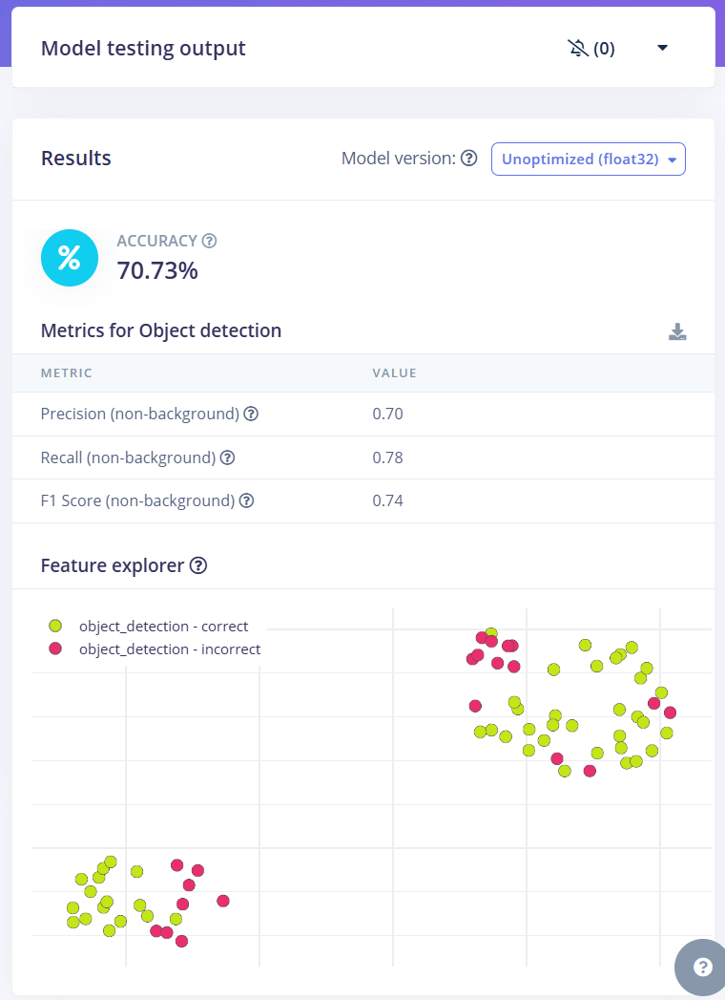 Model testing output
(0)
Results
Model version: ?
Unoptimized (float32)
%
ACCURACY ?
70.73%
Metrics for Object detection
METRIC VALUE
Precision (non-background) ? 0.70
Recall (non-background) ? 0.78
F1 Score (non-background) ? 0.74
Feature explorer ?
object_detection - correct
object_detection - incorrect
?